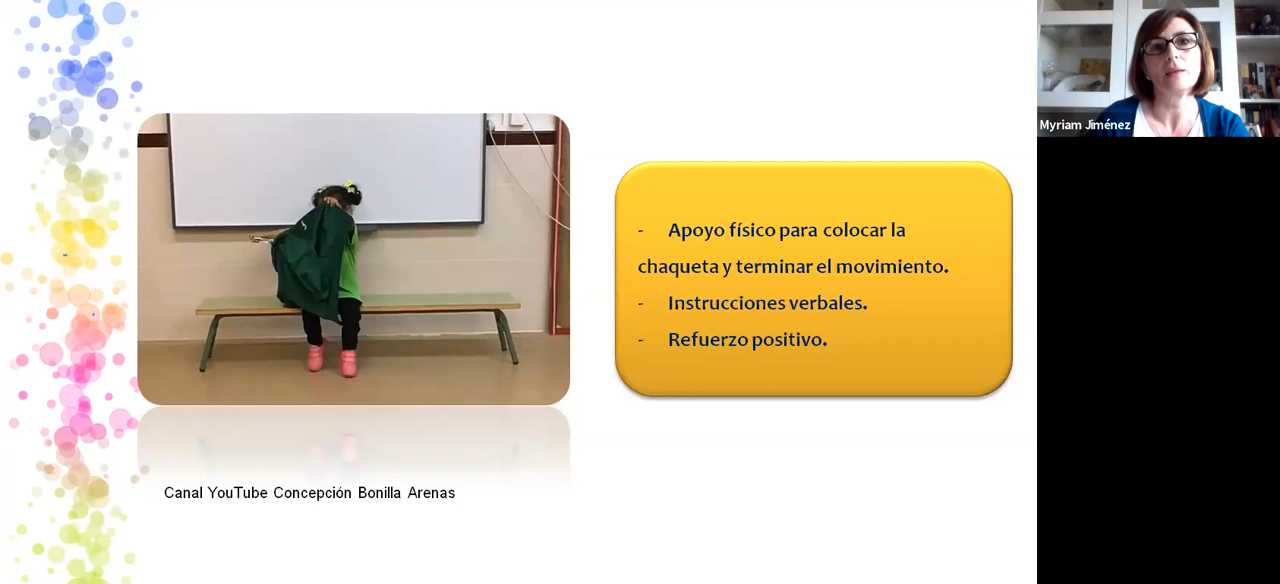 Myriam Jiménez
- Apoyo físico para colocar la
chaqueta y terminar el movimiento.
- Instrucciones verbales.
- Refuerzo positivo.
Canal YouTube Concepción Bonilla Arenas